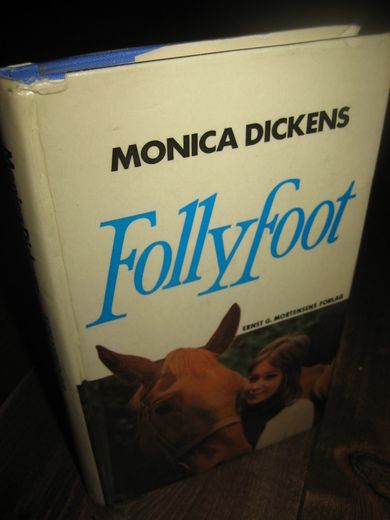 MONICA DICKENS
Follyfoot
ERNST G. MORTENSENS FORLAG